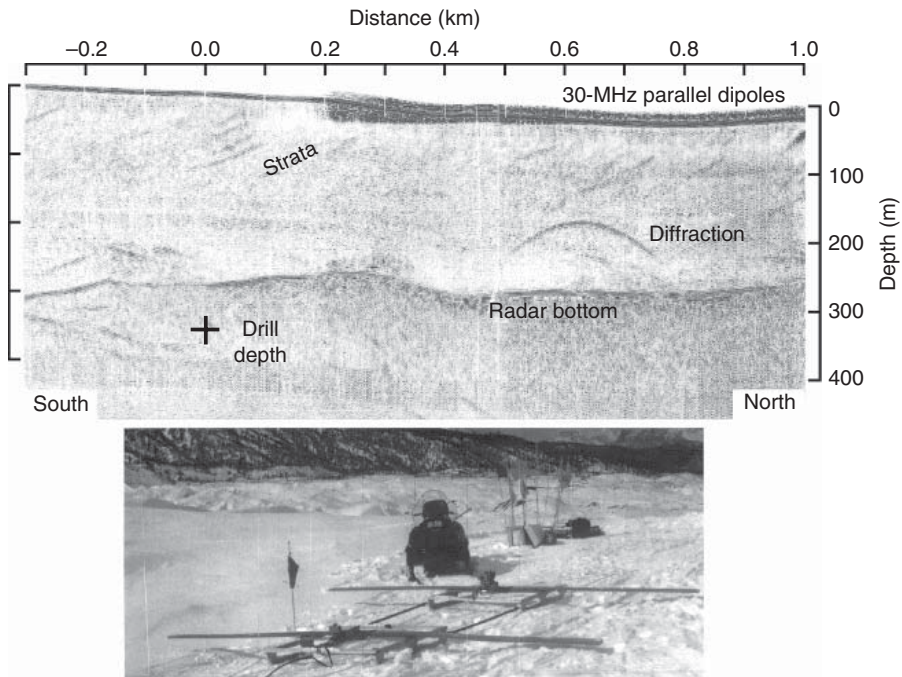 Distance (km)
−0.2 0.0 0.2 0.4 0.6 0.8 1.0
30-MHz parallel dipoles
0
Strata
100
Diffraction
200
Depth (m)
Radar bottom
300
Drill
depth
400
South
North